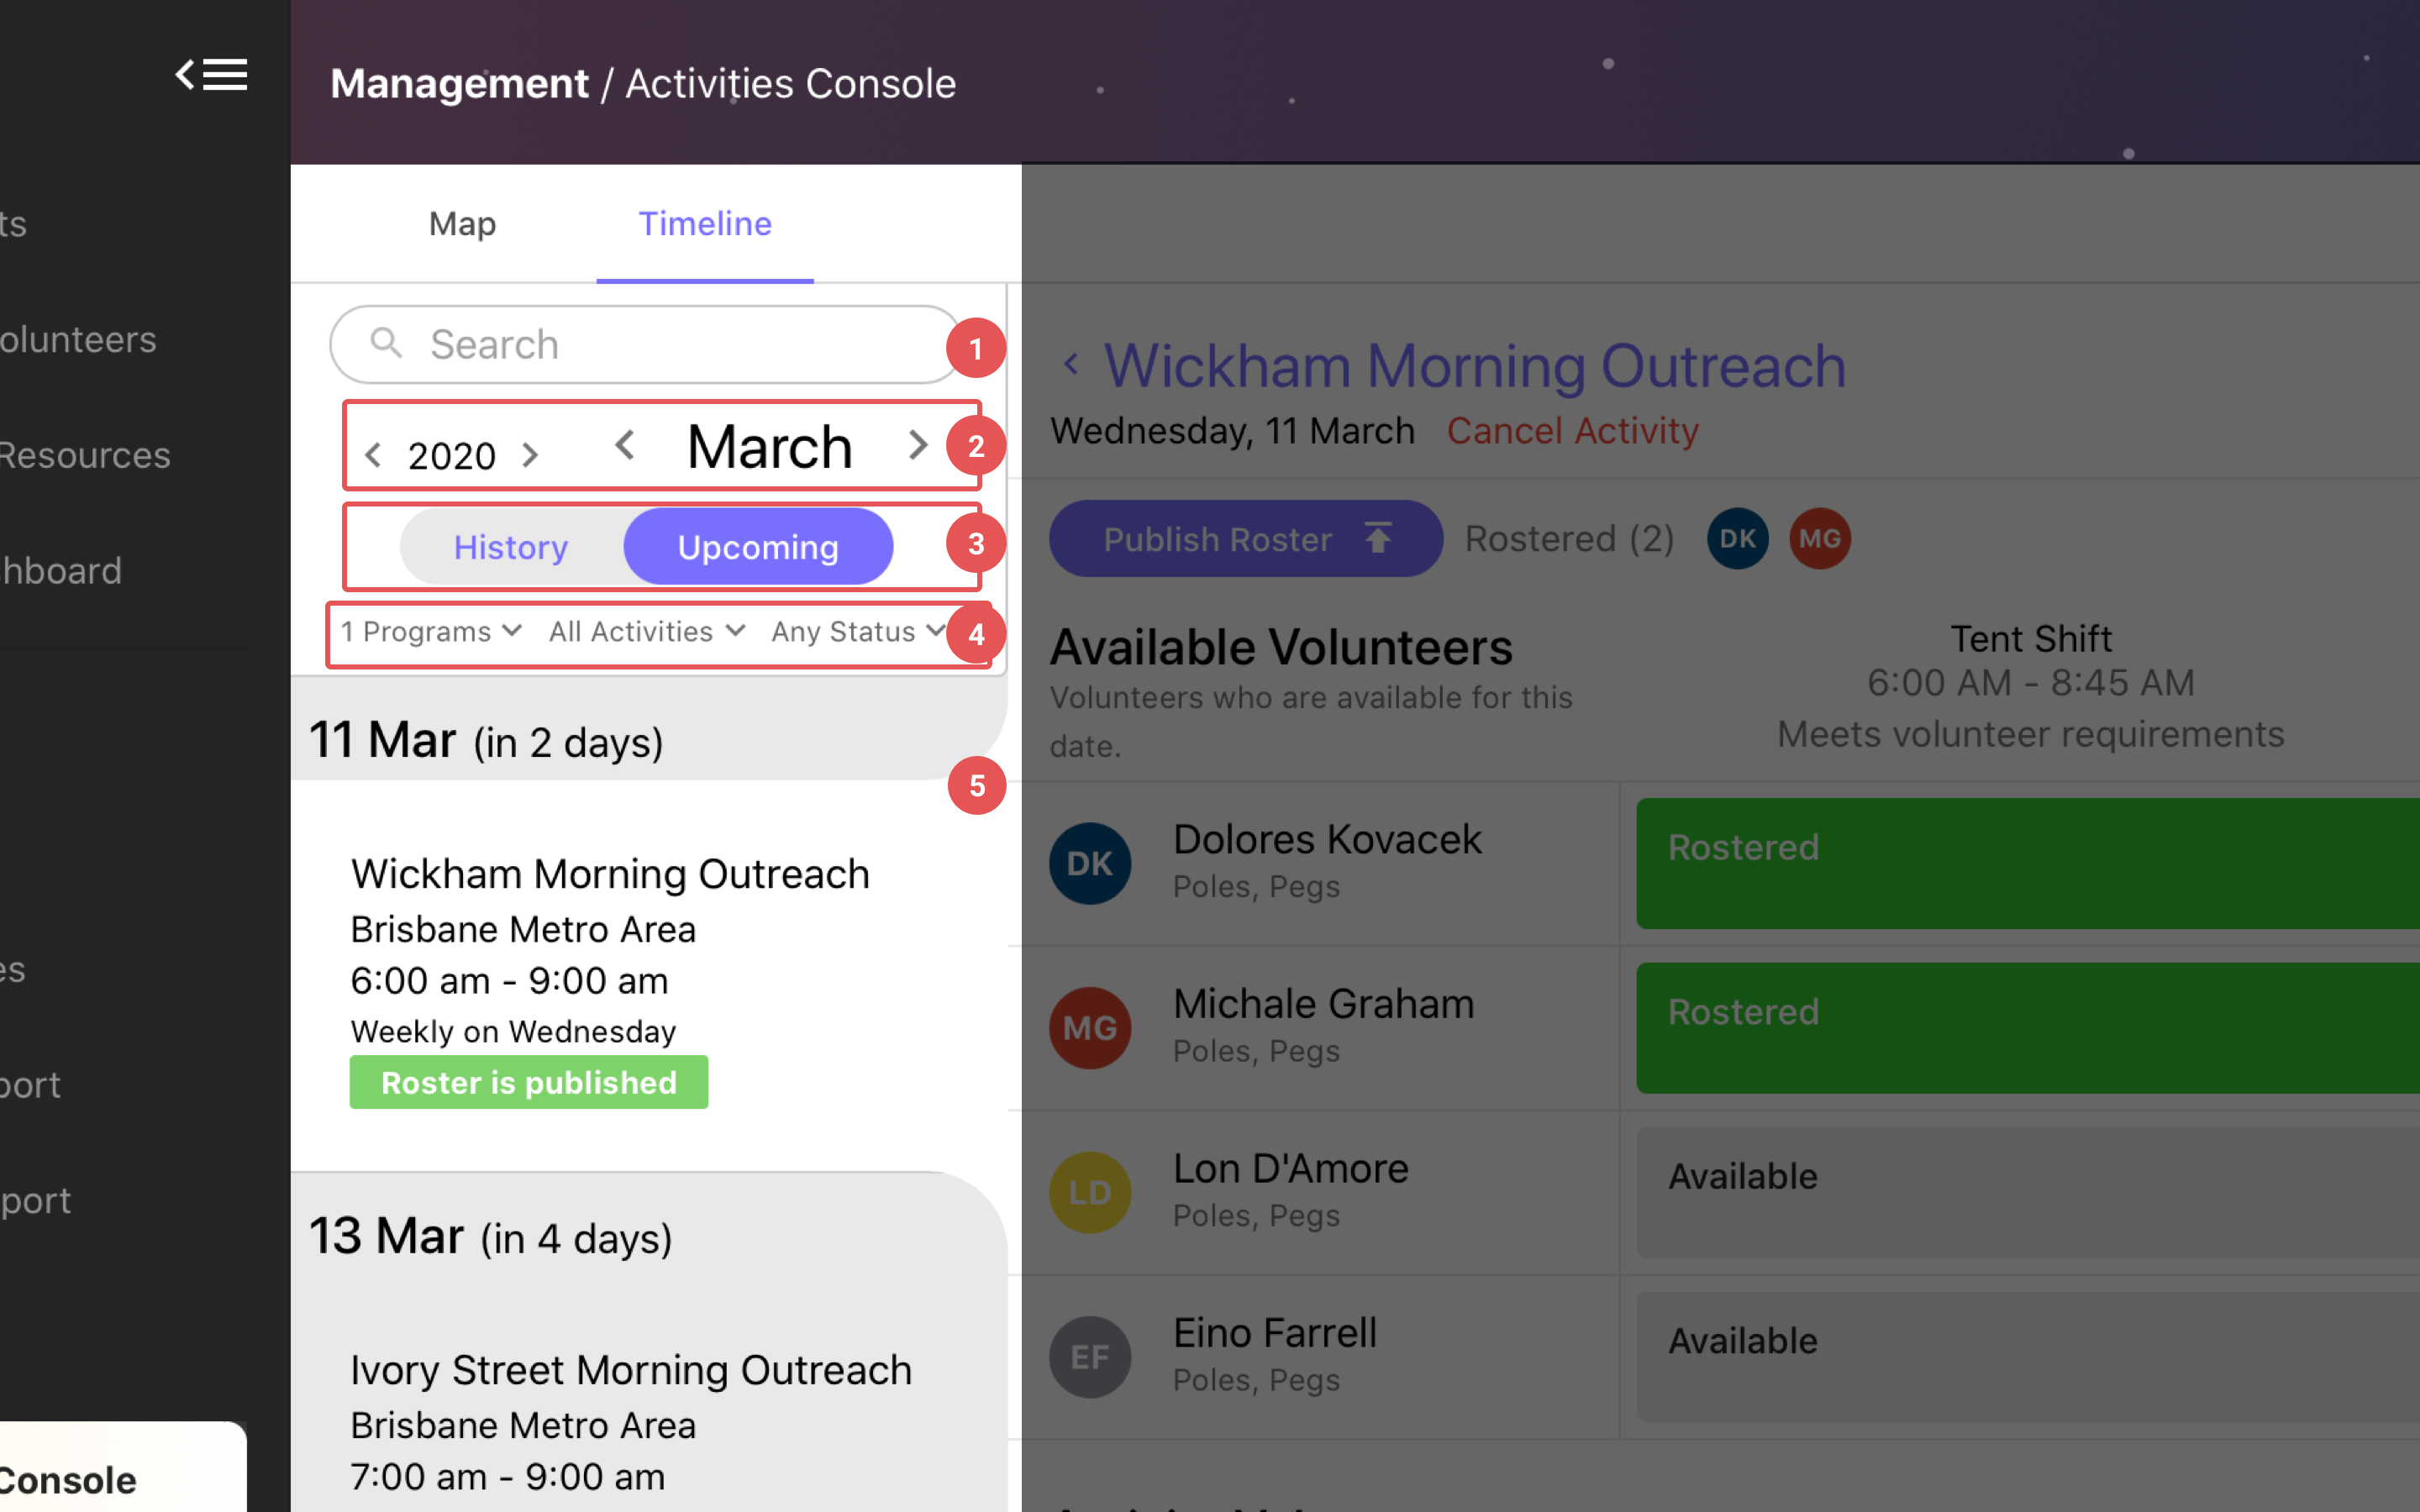 Management / Activities Console
ts
olunteers
Resources
hboard
es
port
port
Console
Map
Timeline
Search
1
2020
March
2
History
Upcoming
3
1 Programs
All Activities
Any Status
4
11 Mar (in 2 days)
5
Wickham Morning Outreach
Brisbane Metro Area
6:00 am - 9:00 am
Weekly on Wednesday
Roster is published
13 Mar (in 4 days)
Ivory Street Morning Outreach
Brisbane Metro Area
7:00 am - 9:00 am
Wickham Morning Outreach
Wednesday, 11 March Cancel Activity
Publish Roster
Rostered (2)
DK
MG
Available Volunteers
Volunteers who are available for this
date.
Tent Shift
6:00 AM - 8:45 AM
Meets volunteer requirements
DK
Dolores Kovacek
Poles, Pegs
Rostered
MG
Michale Graham
Poles, Pegs
Rostered
LD
Lon D'Amore
Poles, Pegs
Available
EF
Eino Farrell
Poles, Pegs
Available